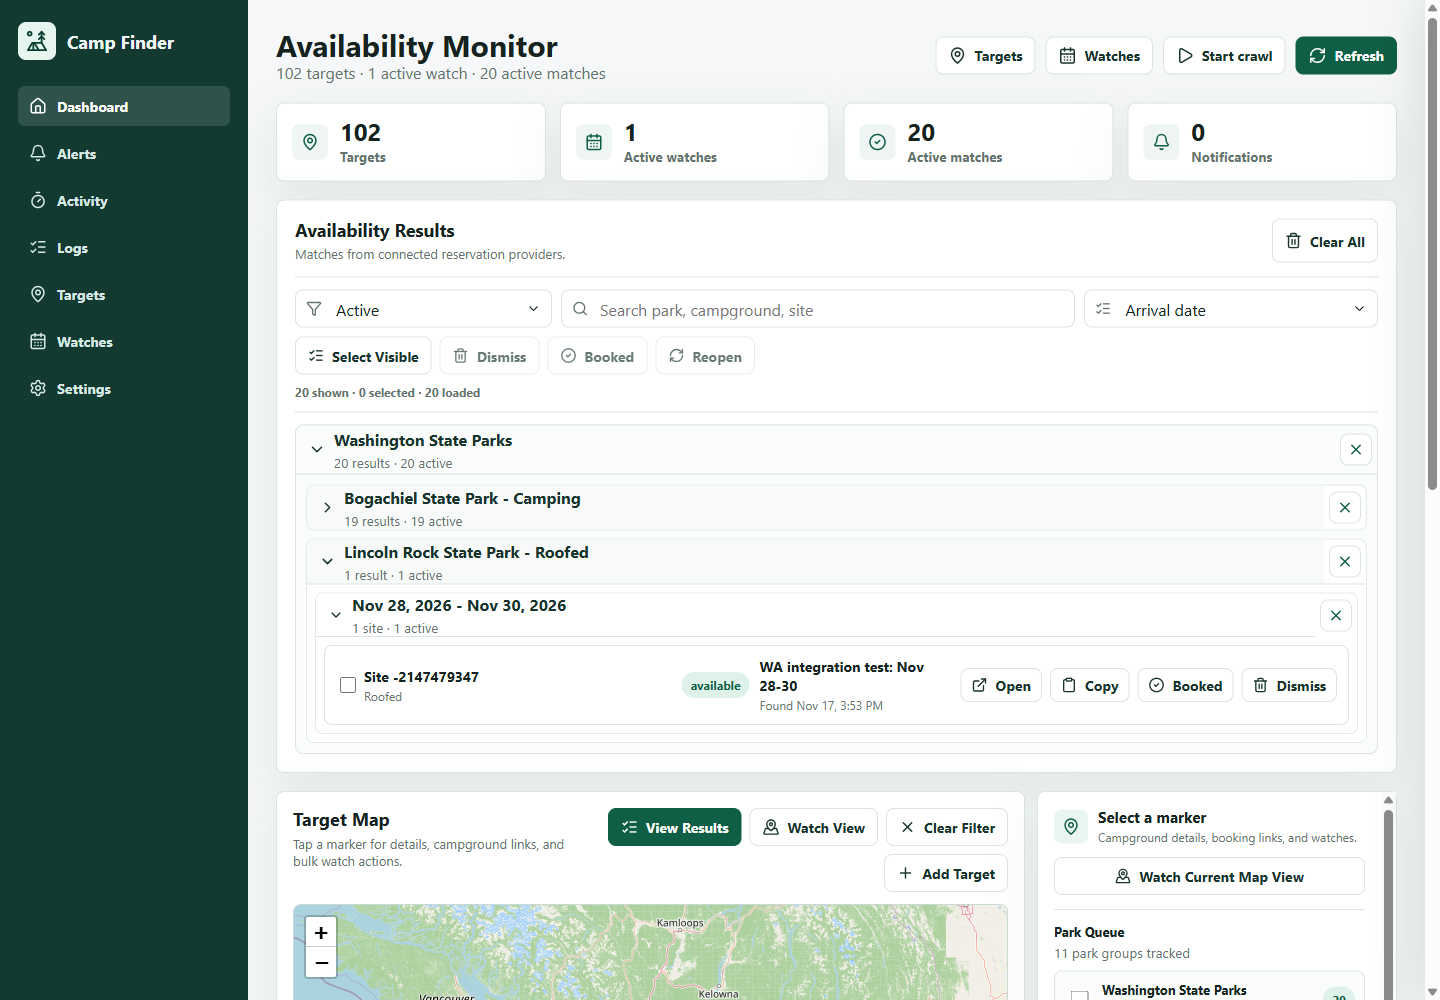 Camp Finder
Dashboard
Alerts
Activity
Logs
Targets
Watches
Settings
Availability Monitor
102 targets · 1 active watch · 20 active matches
Targets
Watches
Start crawl
Refresh
102
Targets
1
Active watches
20
Active matches
0
Notifications
Availability Results
Matches from connected reservation providers.
Clear All
Active
Search park, campground, site
Arrival date
Select Visible
Dismiss
Booked
Reopen
20 shown · 0 selected · 20 loaded
Washington State Parks
20 results · 20 active
Bogachiel State Park - Camping
19 results · 19 active
Lincoln Rock State Park - Roofed
1 result · 1 active
Nov 28, 2026 - Nov 30, 2026
1 site · 1 active
Site -2147479347
Roofed
available
WA integration test: Nov
28-30
Found Nov 17, 3:53 PM
Open
Copy
Booked
Dismiss
Target Map
Tap a marker for details, campground links, and
bulk watch actions.
View Results
Watch View
Clear Filter
Add Target
+
−
Kamloops
Kelowna
Vancouver
Select a marker
Campground details, booking links, and watches.
Watch Current Map View
Park Queue
11 park groups tracked
Washington State Parks
20